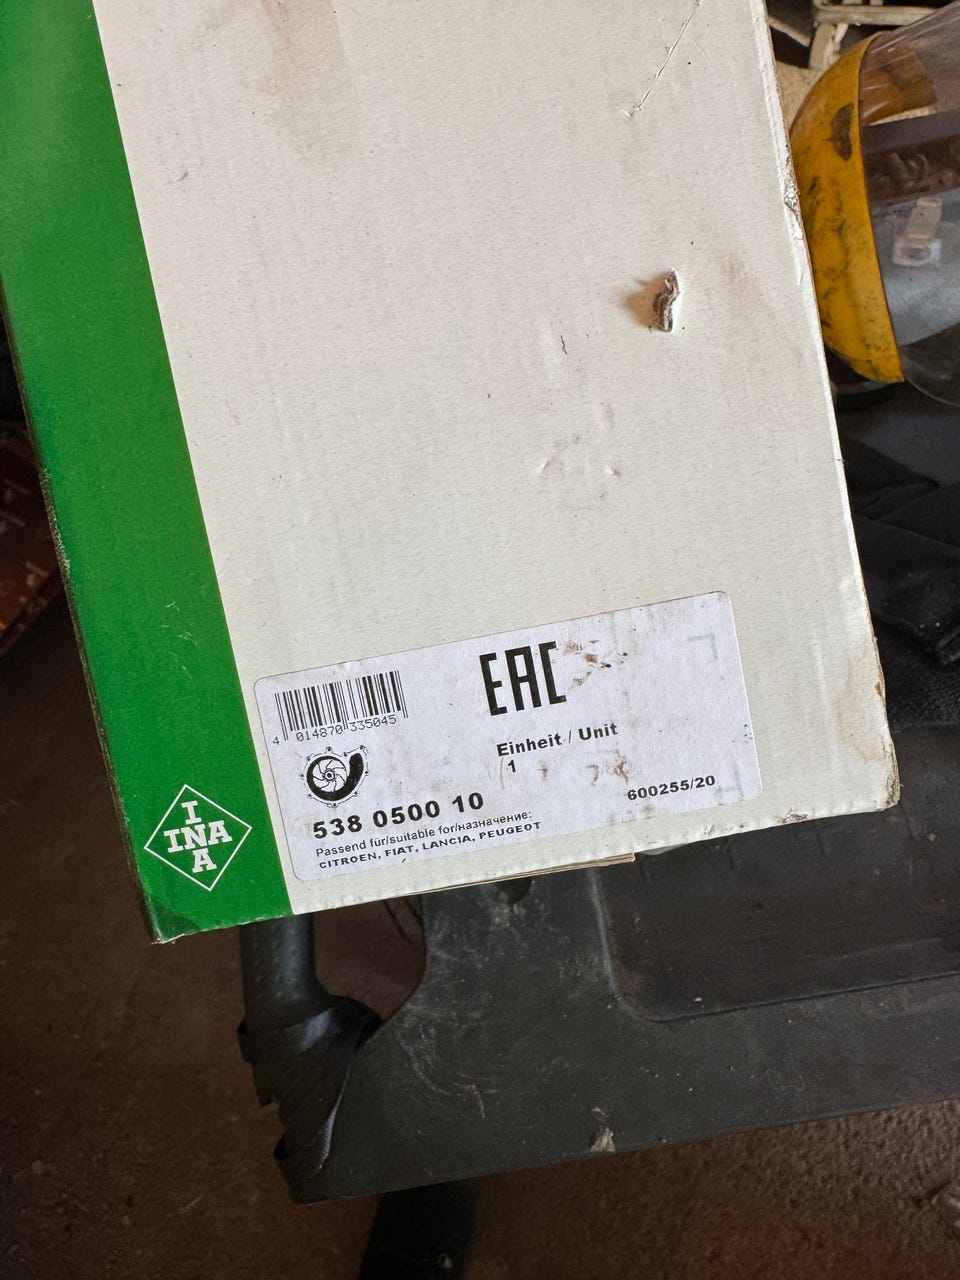 EAC
4 014870 335045
Einheit / Unit
1
538 0500 10
600255/20
Passend für/suitable for/назначение:
CITROEN, FIAT, LANCIA, PEUGEOT
I
INA
A